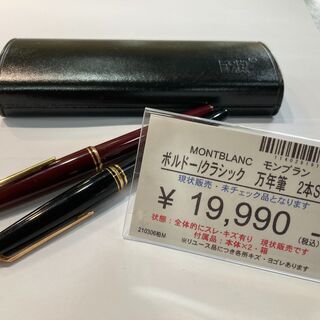 MONT
BLANC
MONTBLANC モンブラン
ボルドー/クラシック 万年筆 2本S
現状販売・未チェック品となります
¥ 19,990 (税込)
状態:全体的にスレ・キズ有り 現状販売です
付属品:本体×2・箱
210306柏M ※リユース品につき各所キズ・ヨゴレあります